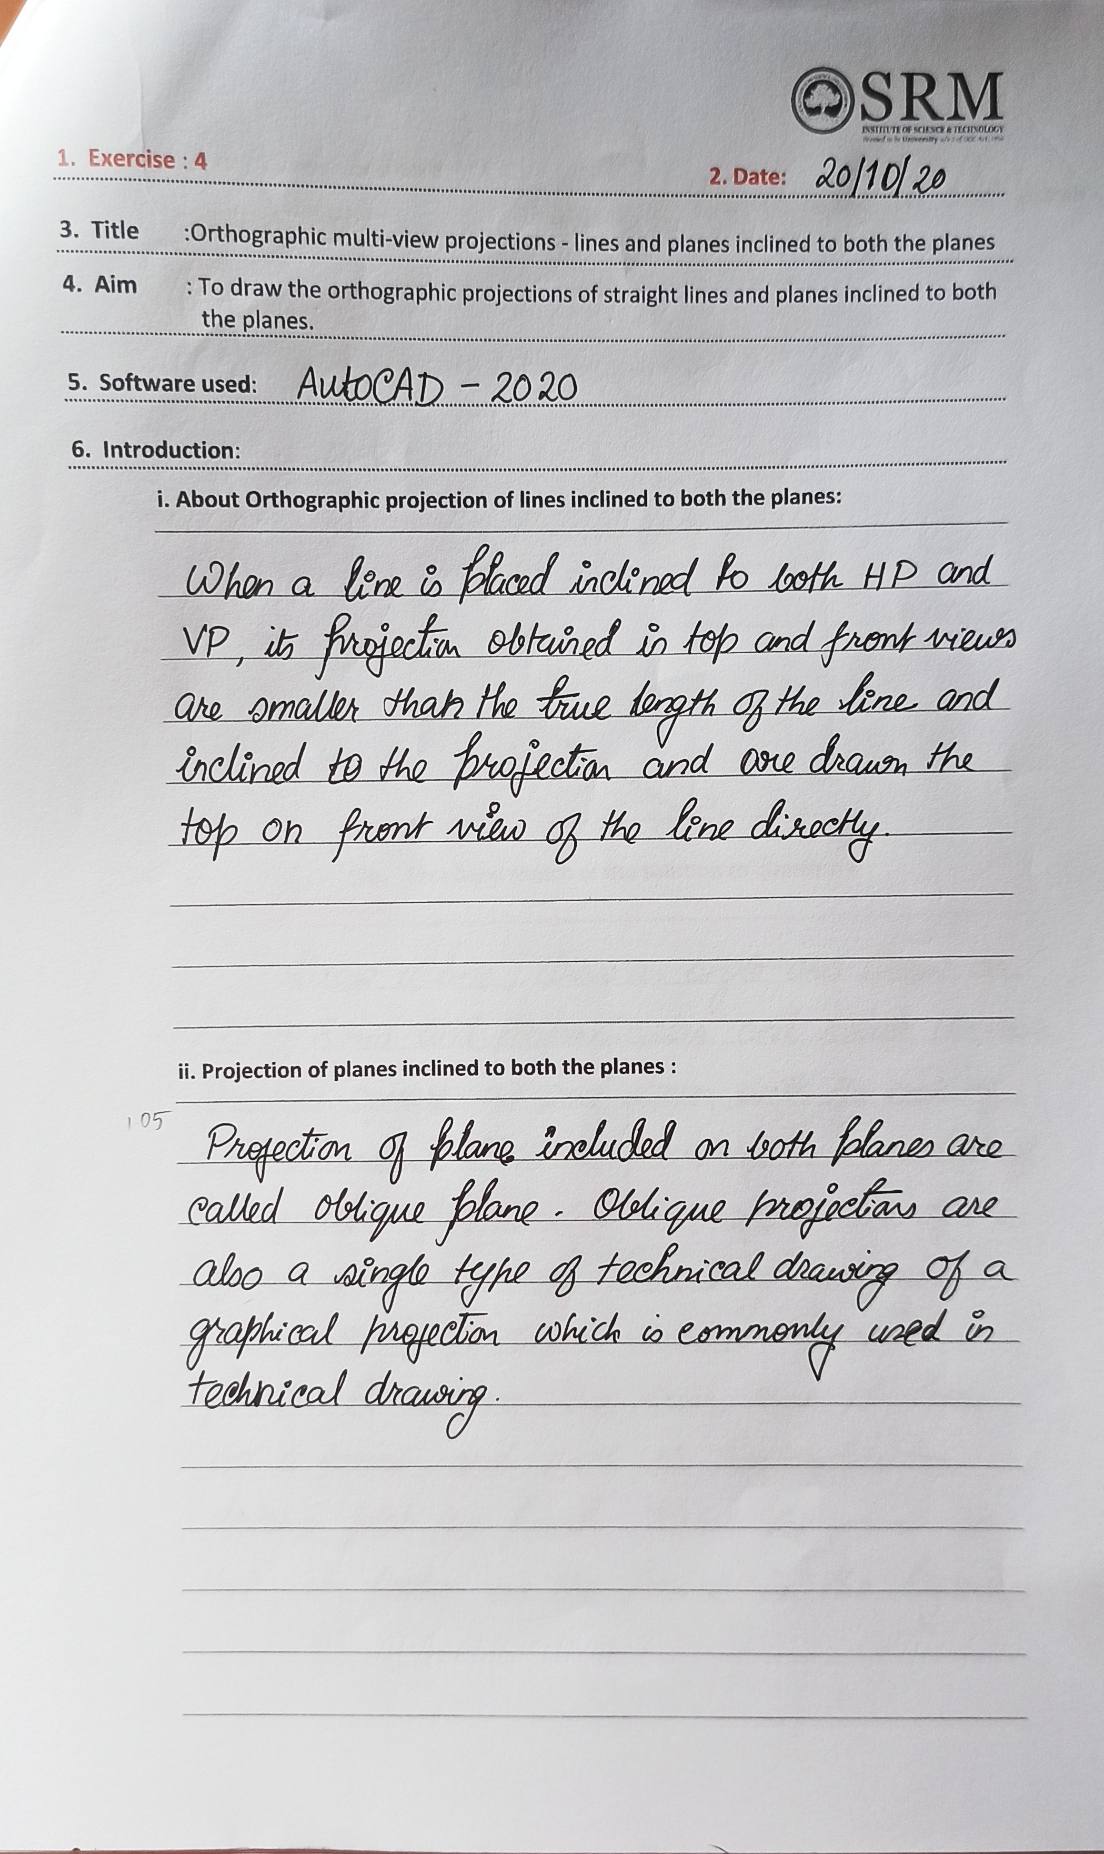 SRM
INSTITUTE OF SCIENCE & TECHNOLOGY
1. Exercise : 4
2. Date: 20/10/20
3. Title :Orthographic multi-view projections - lines and planes inclined to both the planes
4. Aim : To draw the orthographic projections of straight lines and planes inclined to both
the planes.
5. Software used: AutoCAD - 2020
6. Introduction:
i. About Orthographic projection of lines inclined to both the planes:
When a line is placed inclined to both HP and
VP, its projection obtained in top and front views
are smaller than the true length of the line and
inclined to the projection and are drawn the
top on front view of the line directly.
ii. Projection of planes inclined to both the planes :
105
Projection of plane included on both planes are
called oblique plane. Oblique projections are
also a single type of technical drawing of a
graphical projection which is commonly used in
technical drawing.